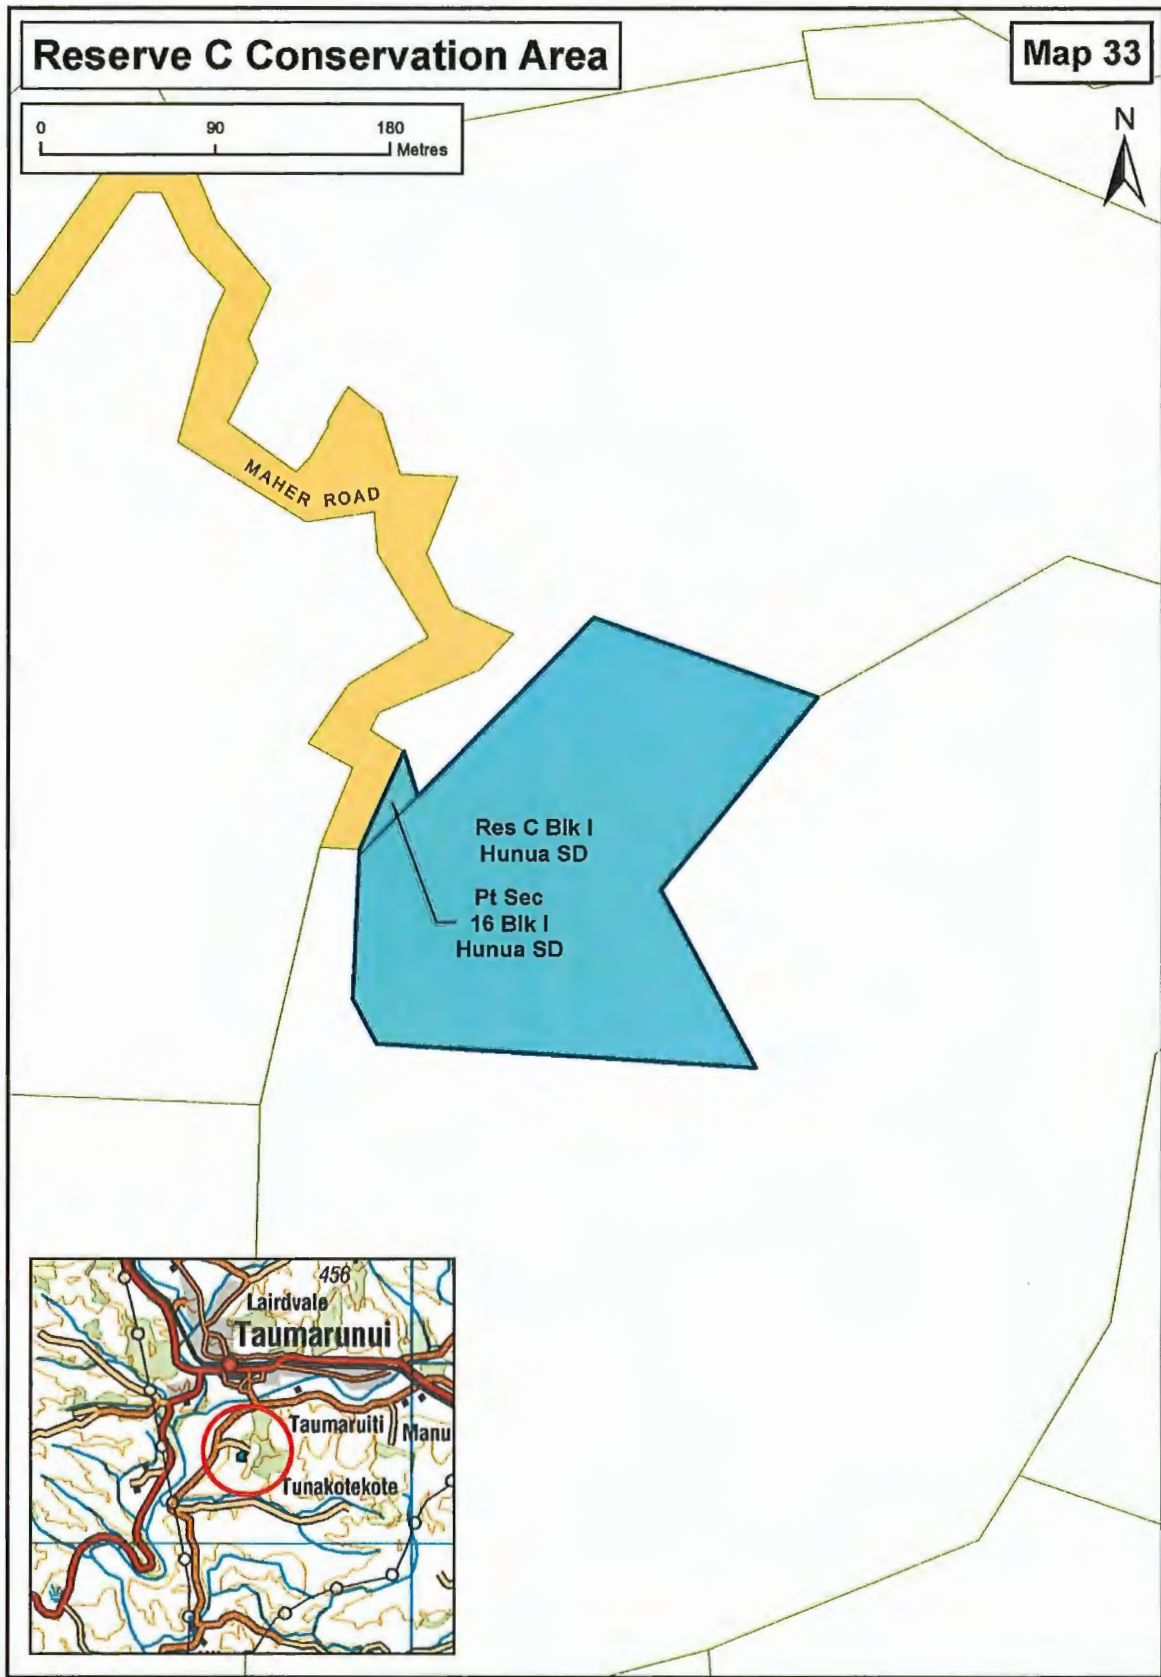 Reserve C Conservation Area
Map 33
0 90 180
Metres
N
MAHER ROAD
Res C Blk I
Hunua SD
Pt Sec
16 Blk I
Hunua SD
456
Lairdvale
Taumarunui
Taumaruiti
Manu
Tunakotekote